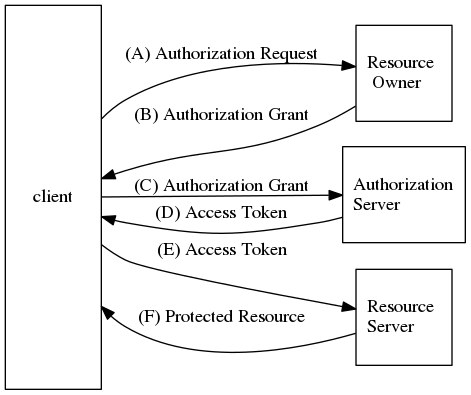 (A) Authorization Request
Resource
Owner
(B) Authorization Grant
client
(C) Authorization Grant
Authorization
Server
(D) Access Token
(E) Access Token
Resource
Server
(F) Protected Resource